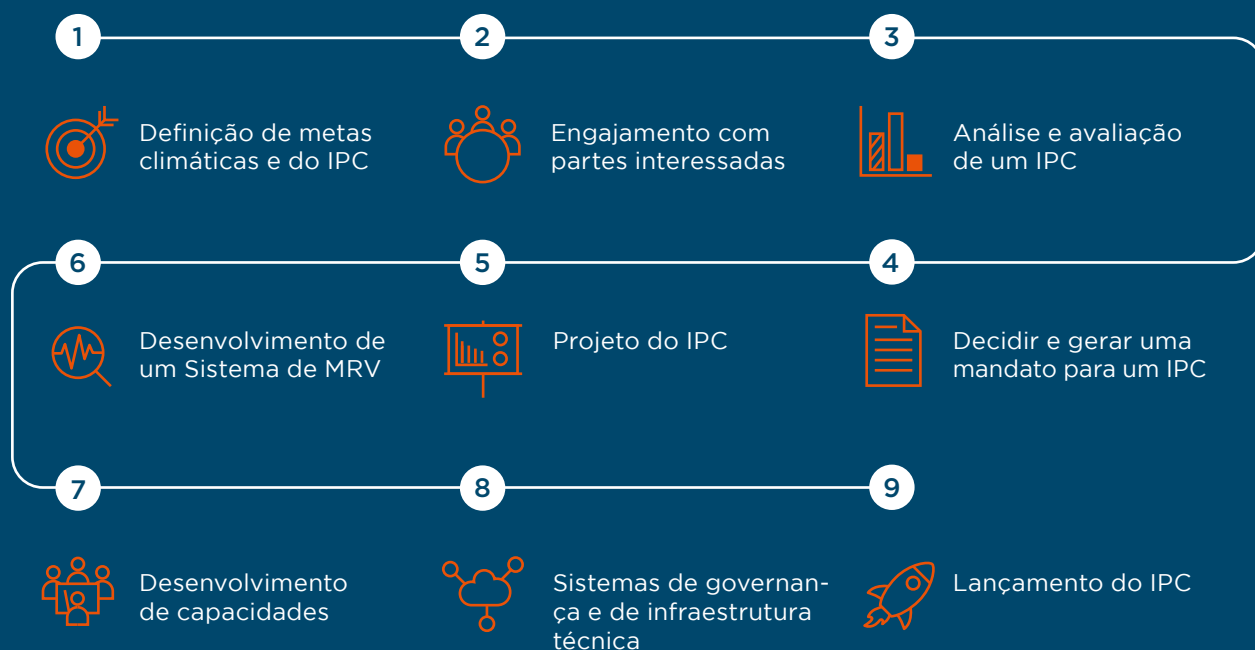 1
Definição de metas
climáticas e do IPC
2
Engajamento com
partes interessadas
3
Análise e avaliação
de um IPC
4
Decidir e gerar uma
mandato para um IPC
5
Projeto do IPC
6
Desenvolvimento de
um Sistema de MRV
7
Desenvolvimento
de capacidades
8
Sistemas de governan-
ça e de infraestrutura
técnica
9
Lançamento do IPC